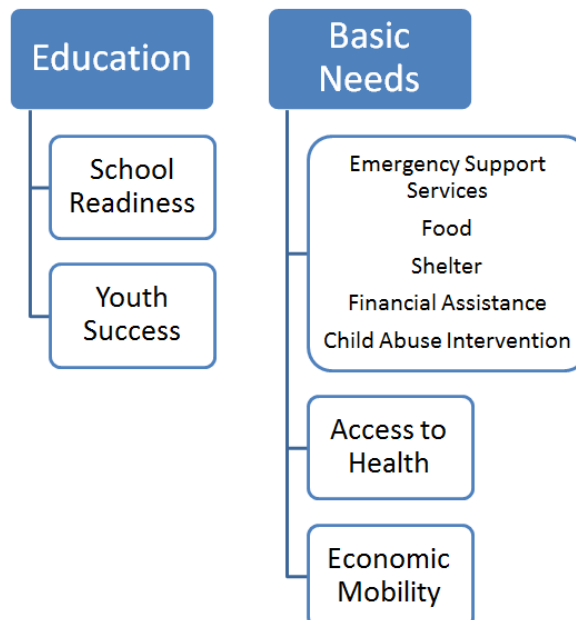 Education
School
Readiness
Youth
Success
Basic
Needs
Emergency Support
Services
Food
Shelter
Financial Assistance
Child Abuse Intervention
Access to
Health
Economic
Mobility